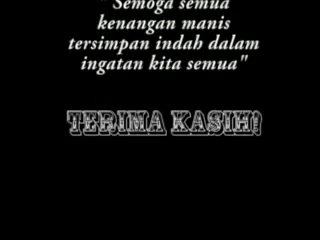 "Semoga semua
kenangan manis
tersimpan indah dalam
ingatan kita semua"
TERIMA KASIH!